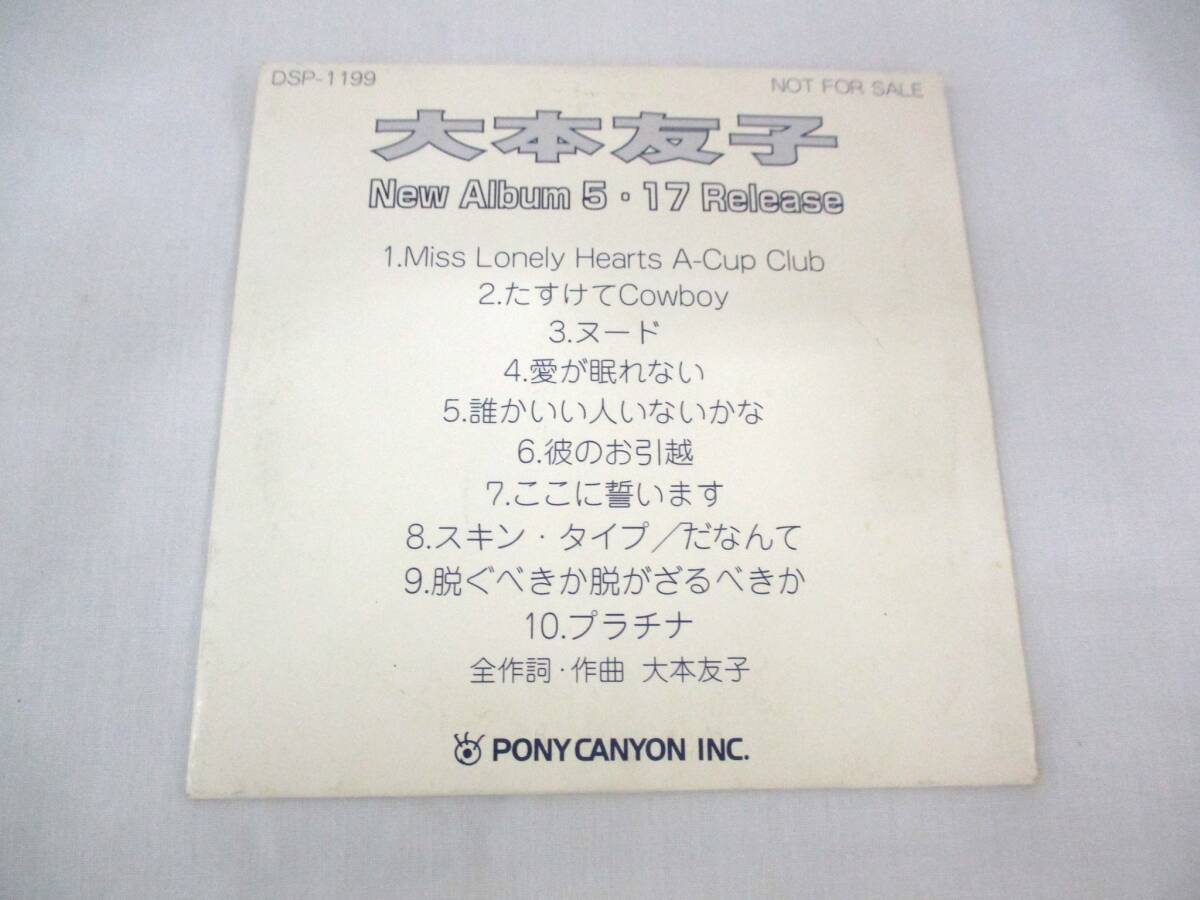 DSP-1199
NOT FOR SALE
大本友子
New Album 5・17 Release
1.Miss Lonely Hearts A-Cup Club
2.たすけてCowboy
3.ヌード
4.愛が眠れない
5.誰かいい人いないかな
6.彼のお引越
7.ここに誓います
8.スキン・タイプ/だなんて
9.脱ぐべきか脱がざるべきか
10.プラチナ
全作詞・作曲 大本友子
PONY CANYON INC.